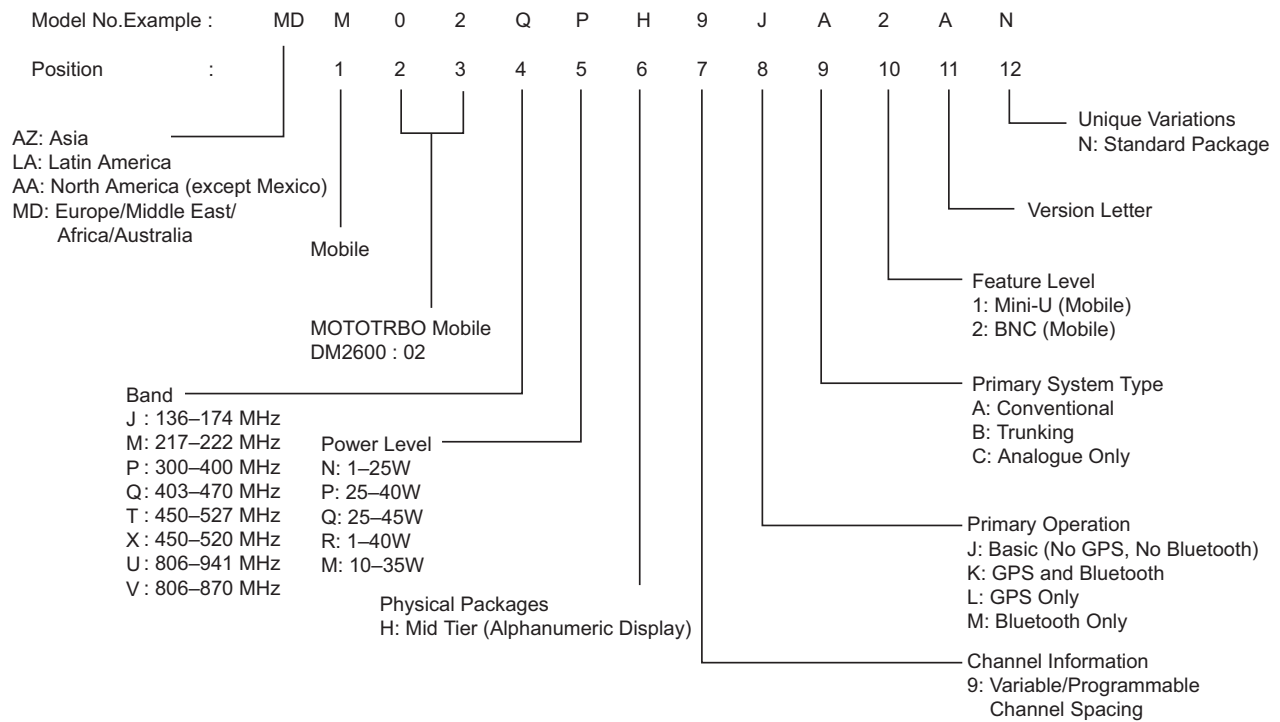 Model No.Example : MD M 0 2 Q P H 9 J A 2 A N
Position : 1 2 3 4 5 6 7 8 9 10 11 12
AZ: Asia
LA: Latin America
AA: North America (except Mexico)
MD: Europe/Middle East/
Africa/Australia
Mobile
MOTOTRBO Mobile
DM2600 : 02
Band
J : 136–174 MHz
M: 217–222 MHz
P : 300–400 MHz
Q : 403–470 MHz
T : 450–527 MHz
X : 450–520 MHz
U : 806–941 MHz
V : 806–870 MHz
Power Level
N: 1–25W
P: 25–40W
Q: 25–45W
R: 1–40W
M: 10–35W
Physical Packages
H: Mid Tier (Alphanumeric Display)
Unique Variations
N: Standard Package
Version Letter
Feature Level
1: Mini-U (Mobile)
2: BNC (Mobile)
Primary System Type
A: Conventional
B: Trunking
C: Analogue Only
Primary Operation
J: Basic (No GPS, No Bluetooth)
K: GPS and Bluetooth
L: GPS Only
M: Bluetooth Only
Channel Information
9: Variable/Programmable
Channel Spacing